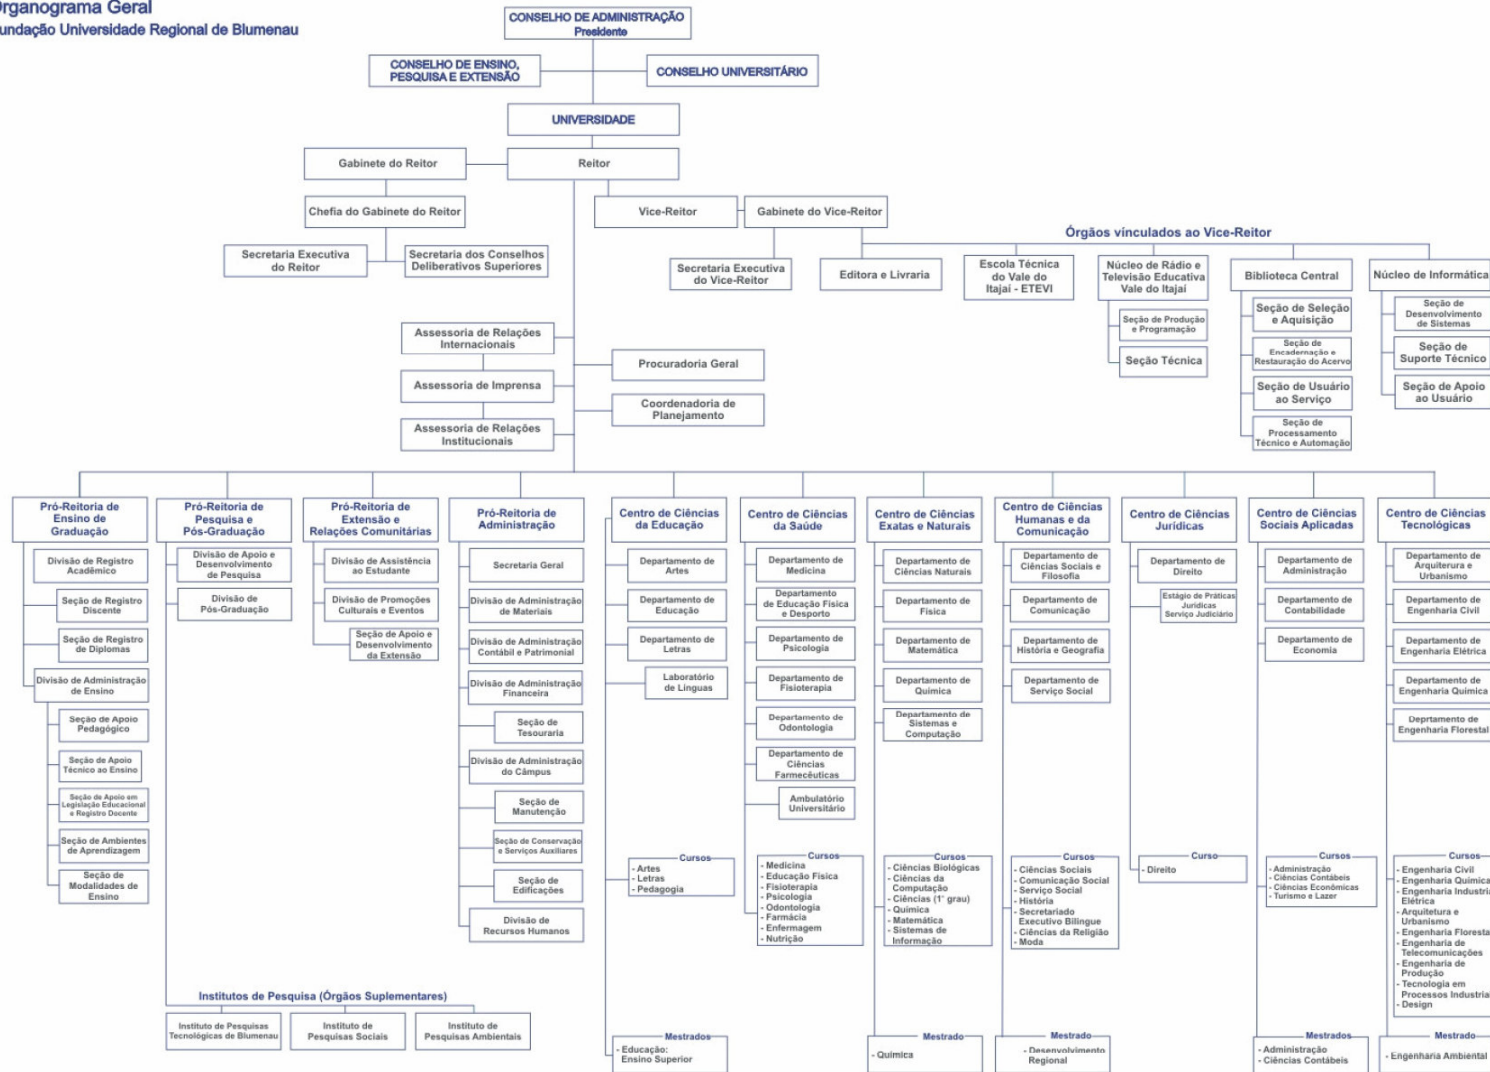 Organograma Geral
undação Universidade Regional de Blumenau
CONSELHO DE ADMINISTRAÇÃO
Presidente
CONSELHO DE ENSINO,
PESQUISA E EXTENSÃO
CONSELHO UNIVERSITÁRIO
UNIVERSIDADE
Gabinete do Reitor
Reitor
Chefia do Gabinete do Reitor
Vice-Reitor
Gabinete do Vice-Reitor
Secretaria Executiva
do Reitor
Secretaria dos Conselhos
Deliberativos Superiores
Órgãos vinculados ao Vice-Reitor
Secretaria Executiva
do Vice-Reitor
Editora e Livraria
Escola Técnica
do Vale do
Itajaí - ETEVI
Núcleo de Rádio e
Televisão Educativa
Vale do Itajaí
Seção de Produção
e Programação
Seção Técnica
Biblioteca Central
Seção de Seleção
e Aquisição
Seção de
Encadernação e
Restauração do Acervo
Seção de Usuário
ao Serviço
Seção de
Processamento
Técnico e Automação
Núcleo de Informática
Seção de
Desenvolvimento
de Sistemas
Seção de
Suporte Técnico
Seção de Apoio
ao Usuário
Assessoria de Relações
Internacionais
Assessoria de Imprensa
Assessoria de Relações
Institucionais
Procuradoria Geral
Coordenadoria de
Planejamento
Pró-Reitoria de
Ensino de
Graduação
Divisão de Registro
Acadêmico
Seção de Registro
Discente
Seção de Registro
de Diplomas
Divisão de Administração
de Ensino
Seção de Apoio
Pedagógico
Seção de Apoio
Técnico ao Ensino
Seção de Apoio em
Legislação Educacional
e Registro Docente
Seção de Ambientes
de Aprendizagem
Seção de
Modalidades de
Ensino
Pró-Reitoria de
Pesquisa e
Pós-Graduação
Divisão de Apoio e
Desenvolvimento
de Pesquisa
Divisão de
Pós-Graduação
Institutos de Pesquisa (Órgãos Suplementares)
Instituto de Pesquisas
Tecnológicas de Blumenau
Instituto de
Pesquisas Sociais
Instituto de
Pesquisas Ambientais
Pró-Reitoria de
Extensão e
Relações Comunitárias
Divisão de Assistência
ao Estudante
Divisão de Promoções
Culturais e Eventos
Seção de Apoio e
Desenvolvimento
da Extensão
Pró-Reitoria de
Administração
Secretaria Geral
Divisão de Administração
de Materiais
Divisão de Administração
Contábil e Patrimonial
Divisão de Administração
Financeira
Seção de
Tesouraria
Divisão de Administração
do Câmpus
Seção de
Manutenção
Seção de Conservação
e Serviços Auxiliares
Seção de
Edificações
Divisão de
Recursos Humanos
Centro de Ciências
da Educação
Departamento de
Artes
Departamento de
Educação
Departamento de
Letras
Laboratório
de Línguas
Cursos
- Artes
- Letras
- Pedagogia
Mestrados
- Educação:
Ensino Superior
Centro de Ciências
da Saúde
Departamento de
Medicina
Departamento
de Educação Física
e Desporto
Departamento de
Psicologia
Departamento de
Fisioterapia
Departamento de
Odontologia
Departamento de
Ciências
Farmecêuticas
Ambulatório
Universitário
Cursos
- Medicina
- Educação Física
- Fisioterapia
- Psicologia
- Odontologia
- Farmácia
- Enfermagem
- Nutrição
Centro de Ciências
Exatas e Naturais
Departamento de
Ciências Naturais
Departamento de
Física
Departamento de
Matemática
Departamento de
Química
Departamento de
Sistemas e
Computação
Cursos
- Ciências Biológicas
- Ciências da
Computação
- Ciências (1° grau)
- Química
- Matemática
- Sistemas de
Informação
Mestrado
- Química
Centro de Ciências
Humanas e da
Comunicação
Departamento de
Ciências Sociais e
Filosofia
Departamento de
Comunicação
Departamento de
História e Geografia
Departamento de
Serviço Social
Cursos
- Ciências Sociais
- Comunicação Social
- Serviço Social
- História
- Secretariado
Executivo Bilingue
- Ciências da Religião
- Moda
Mestrado
- Desenvolvimento
Regional
Centro de Ciências
Jurídicas
Departamento de
Direito
Estágio de Práticas
Jurídicas
Serviço Judiciário
Curso
- Direito
Centro de Ciências
Sociais Aplicadas
Departamento de
Administração
Departamento de
Contabilidade
Departamento de
Economia
Cursos
- Administração
- Ciências Contábeis
- Ciências Econômicas
- Turismo e Lazer
Mestrados
- Administração
- Ciências Contábeis
Centro de Ciências
Tecnológicas
Departamento de
Arquitetura e
Urbanismo
Departamento de
Engenharia Civil
Departamento de
Engenharia Elétrica
Departamento de
Engenharia Química
Deprtamento de
Engenharia Florestal
Cursos
- Engenharia Civil
- Engenharia Química
- Engenharia Industria
Elétrica
- Arquitetura e
Urbanismo
- Engenharia Floresta
- Engenharia de
Telecomunicações
- Engenharia de
Produção
- Tecnologia em
Processos Industria
- Design
Mestrado
- Engenharia Ambiental